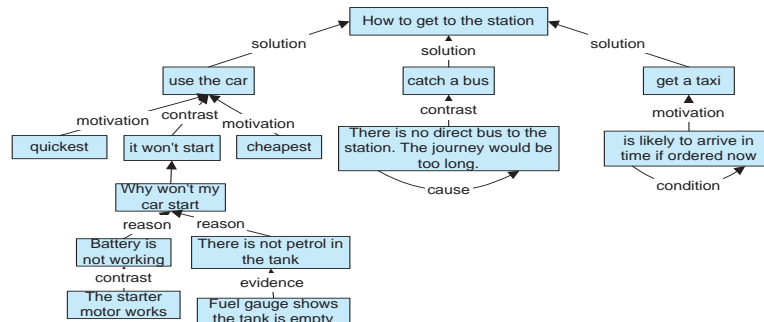 How to get to the station
solution
solution
solution
use the car
catch a bus
get a taxi
motivation
contrast
motivation
contrast
motivation
quickest
it won't start
cheapest
There is no direct bus to the
station. The journey would be
too long.
is likely to arrive in
time if ordered now
cause
condition
Why won't my
car start
reason
reason
Battery is
not working
There is not petrol in
the tank
contrast
evidence
The starter
motor works
Fuel gauge shows
the tank is empty